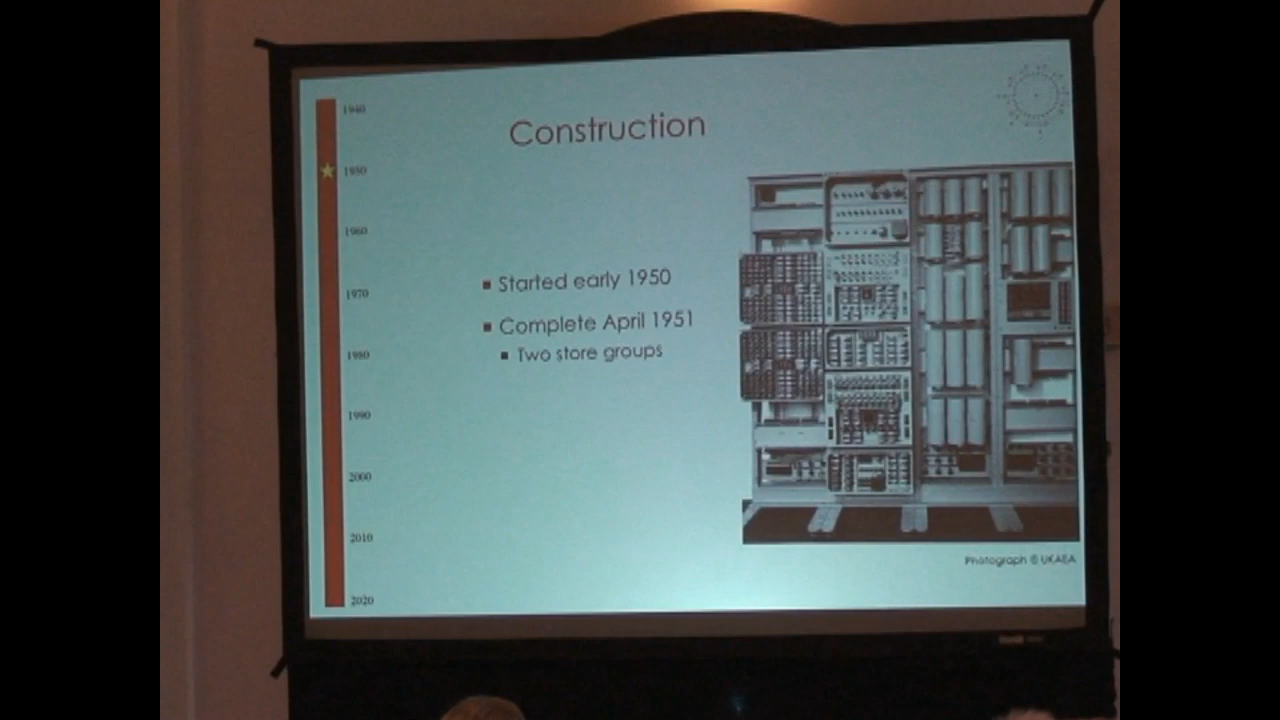 Construction
1940
1950
1960
1970
1980
1990
2000
2010
2020
Started early 1950
Complete April 1951
Two store groups
Photograph © UKAEA